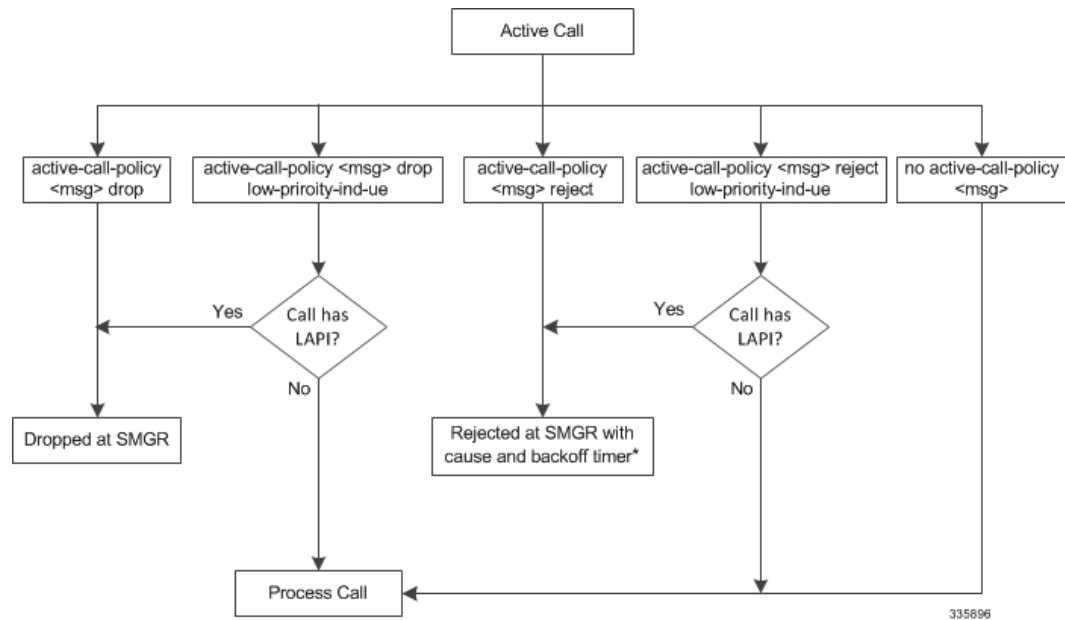 Active Call
active-call-policy
<msg> drop
active-call-policy <msg> drop
low-priroity-ind-ue
active-call-policy
<msg> reject
active-call-policy <msg> reject
low-priority-ind-ue
no active-call-policy
<msg>
Yes
Call has
LAPI?
No
Yes
Call has
LAPI?
No
Dropped at SMGR
Rejected at SMGR with
cause and backoff timer*
Process Call
335896